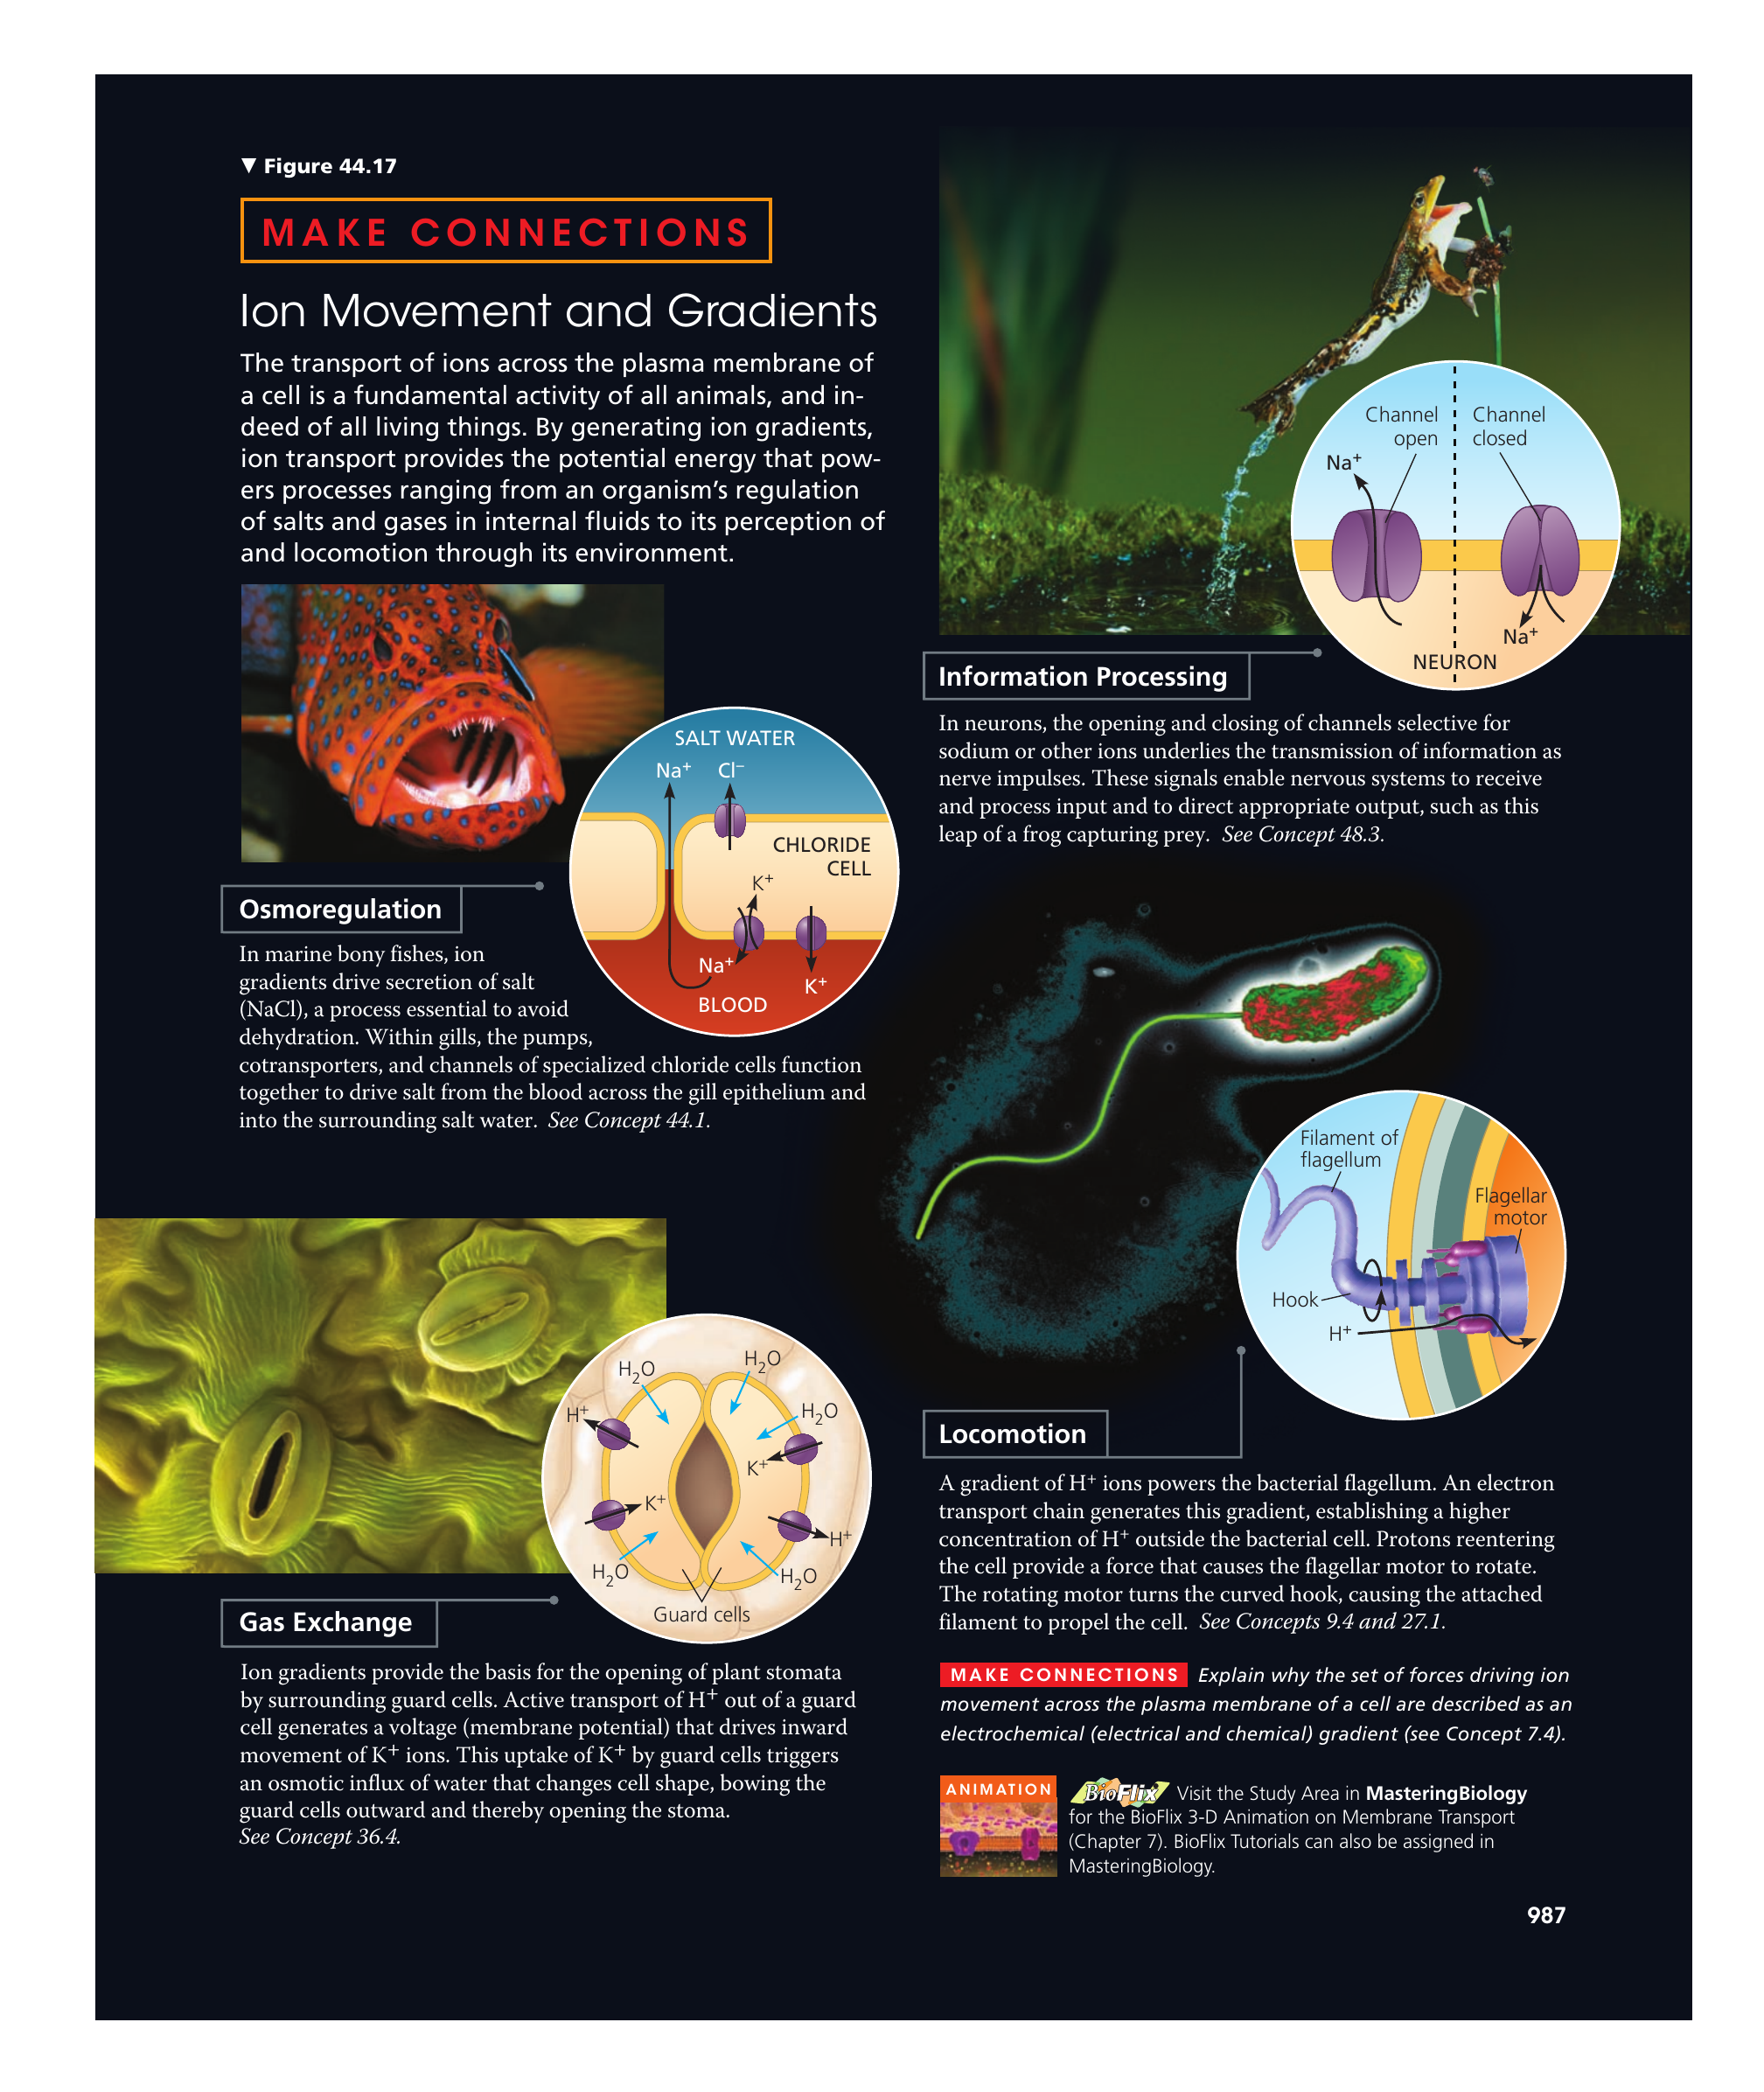 ▼ Figure 44.17
MAKE CONNECTIONS
Ion Movement and Gradients
The transport of ions across the plasma membrane of
a cell is a fundamental activity of all animals, and in-
deed of all living things. By generating ion gradients,
ion transport provides the potential energy that pow-
ers processes ranging from an organism's regulation
of salts and gases in internal fluids to its perception of
and locomotion through its environment.
SALT WATER
Na⁺ Cl⁻
CHLORIDE
CELL
K⁺
Na⁺
K⁺
BLOOD
Osmoregulation
In marine bony fishes, ion
gradients drive secretion of salt
(NaCl), a process essential to avoid
dehydration. Within gills, the pumps,
cotransporters, and channels of specialized chloride cells function
together to drive salt from the blood across the gill epithelium and
into the surrounding salt water. See Concept 44.1.
H₂O
H₂O
H⁺
H₂O
K⁺
K⁺
H⁺
H₂O
H₂O
Guard cells
Gas Exchange
Ion gradients provide the basis for the opening of plant stomata
by surrounding guard cells. Active transport of H⁺ out of a guard
cell generates a voltage (membrane potential) that drives inward
movement of K⁺ ions. This uptake of K⁺ by guard cells triggers
an osmotic influx of water that changes cell shape, bowing the
guard cells outward and thereby opening the stoma.
See Concept 36.4.
Channel
open
Channel
closed
Na⁺
Na⁺
NEURON
Information Processing
In neurons, the opening and closing of channels selective for
sodium or other ions underlies the transmission of information as
nerve impulses. These signals enable nervous systems to receive
and process input and to direct appropriate output, such as this
leap of a frog capturing prey. See Concept 48.3.
Filament of
flagellum
Flagellar
motor
Hook
H⁺
Locomotion
A gradient of H⁺ ions powers the bacterial flagellum. An electron
transport chain generates this gradient, establishing a higher
concentration of H⁺ outside the bacterial cell. Protons reentering
the cell provide a force that causes the flagellar motor to rotate.
The rotating motor turns the curved hook, causing the attached
filament to propel the cell. See Concepts 9.4 and 27.1.
MAKE CONNECTIONS Explain why the set of forces driving ion
movement across the plasma membrane of a cell are described as an
electrochemical (electrical and chemical) gradient (see Concept 7.4).
ANIMATION
BioFlix Visit the Study Area in MasteringBiology
for the BioFlix 3-D Animation on Membrane Transport
(Chapter 7). BioFlix Tutorials can also be assigned in
MasteringBiology.
987